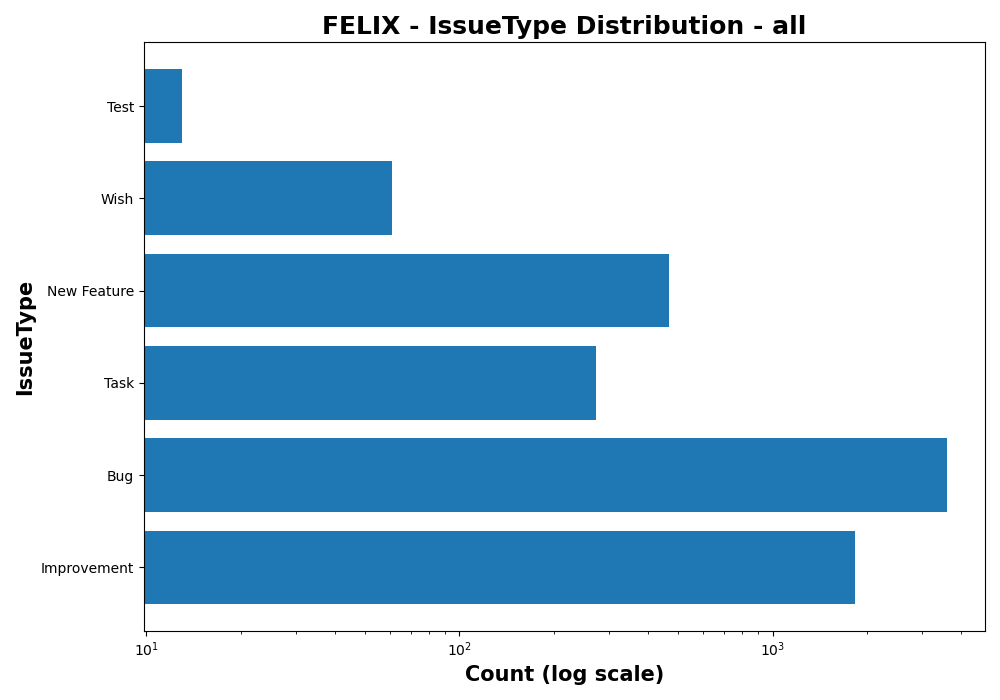 FELIX - IssueType Distribution - all
IssueType
Test
Wish
New Feature
Task
Bug
Improvement
10¹
10²
10³
Count (log scale)